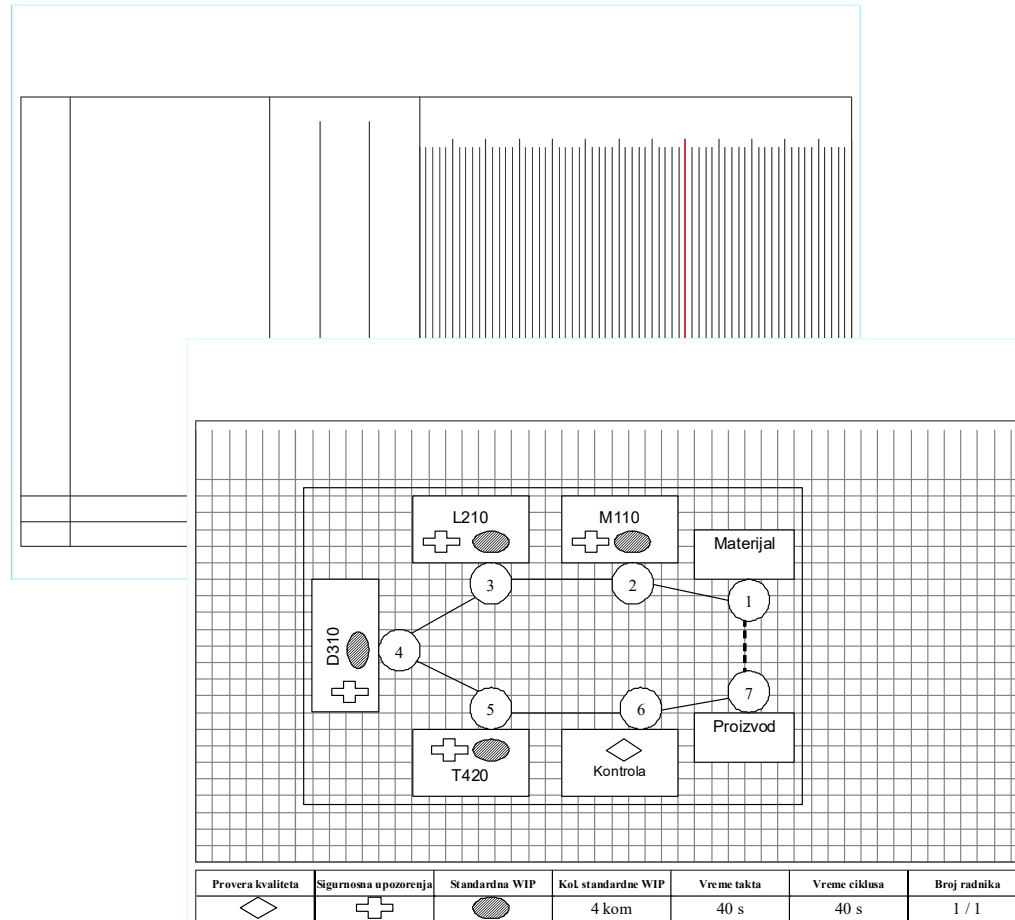 L210
M110
Materijal
3
2
1
D310
4
7
5
6
Proizvod
T420
Kontrola
Provera kvaliteta Sigurnosna upozorenja Standardna WIP Kol. standardne WIP Vreme takta Vreme ciklusa Broj radnika
4 kom 40 s 40 s 1 / 1